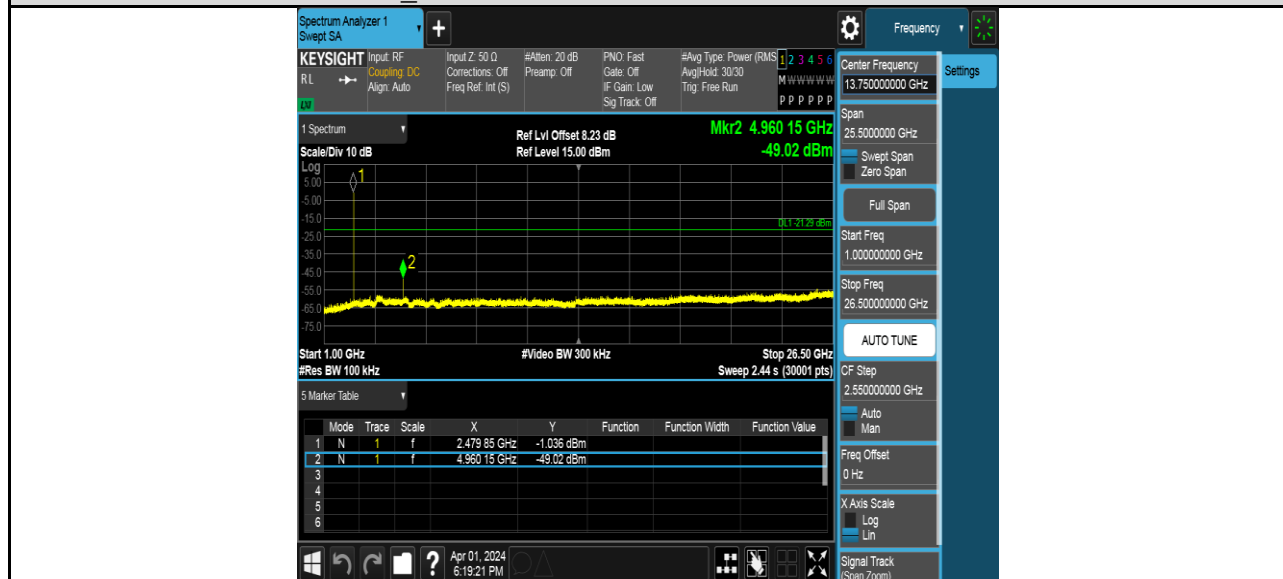 Spectrum Analyzer 1
Swept SA
+
Frequency
KEYSIGHT
RL
LXI
Input: RF
Coupling: DC
Align: Auto
Input Z: 50 Ω
Corrections: Off
Freq Ref: Int (S)
#Atten: 20 dB
Preamp: Off
PNO: Fast
Gate: Off
IF Gain: Low
Sig Track: Off
#Avg Type: Power (RMS
Avg|Hold: 30/30
Trig: Free Run
1 2 3 4 5 6
M W W W W W
P P P P P P
Center Frequency
13.750000000 GHz
Settings
Span
25.5000000 GHz
Swept Span
Zero Span
Full Span
Start Freq
1.000000000 GHz
Stop Freq
26.500000000 GHz
AUTO TUNE
CF Step
2.550000000 GHz
Auto
Man
Freq Offset
0 Hz
X Axis Scale
Log
Lin
Signal Track
(Span Zoom)
1 Spectrum
Scale/Div 10 dB
Ref Lvl Offset 8.23 dB
Ref Level 15.00 dBm
Mkr2 4.960 15 GHz
-49.02 dBm
Log
5.00
-5.00
-15.0
-25.0
-35.0
-45.0
-55.0
-65.0
-75.0
1
2
DL1 -21.29 dBm
Start 1.00 GHz
#Res BW 100 kHz
#Video BW 300 kHz
Stop 26.50 GHz
Sweep 2.44 s (30001 pts)
5 Marker Table
Mode Trace Scale X Y Function Function Width Function Value
1 N 1 f 2.479 85 GHz -1.036 dBm
2 N 1 f 4.960 15 GHz -49.02 dBm
3
4
5
6
?
Apr 01, 2024
6:19:21 PM